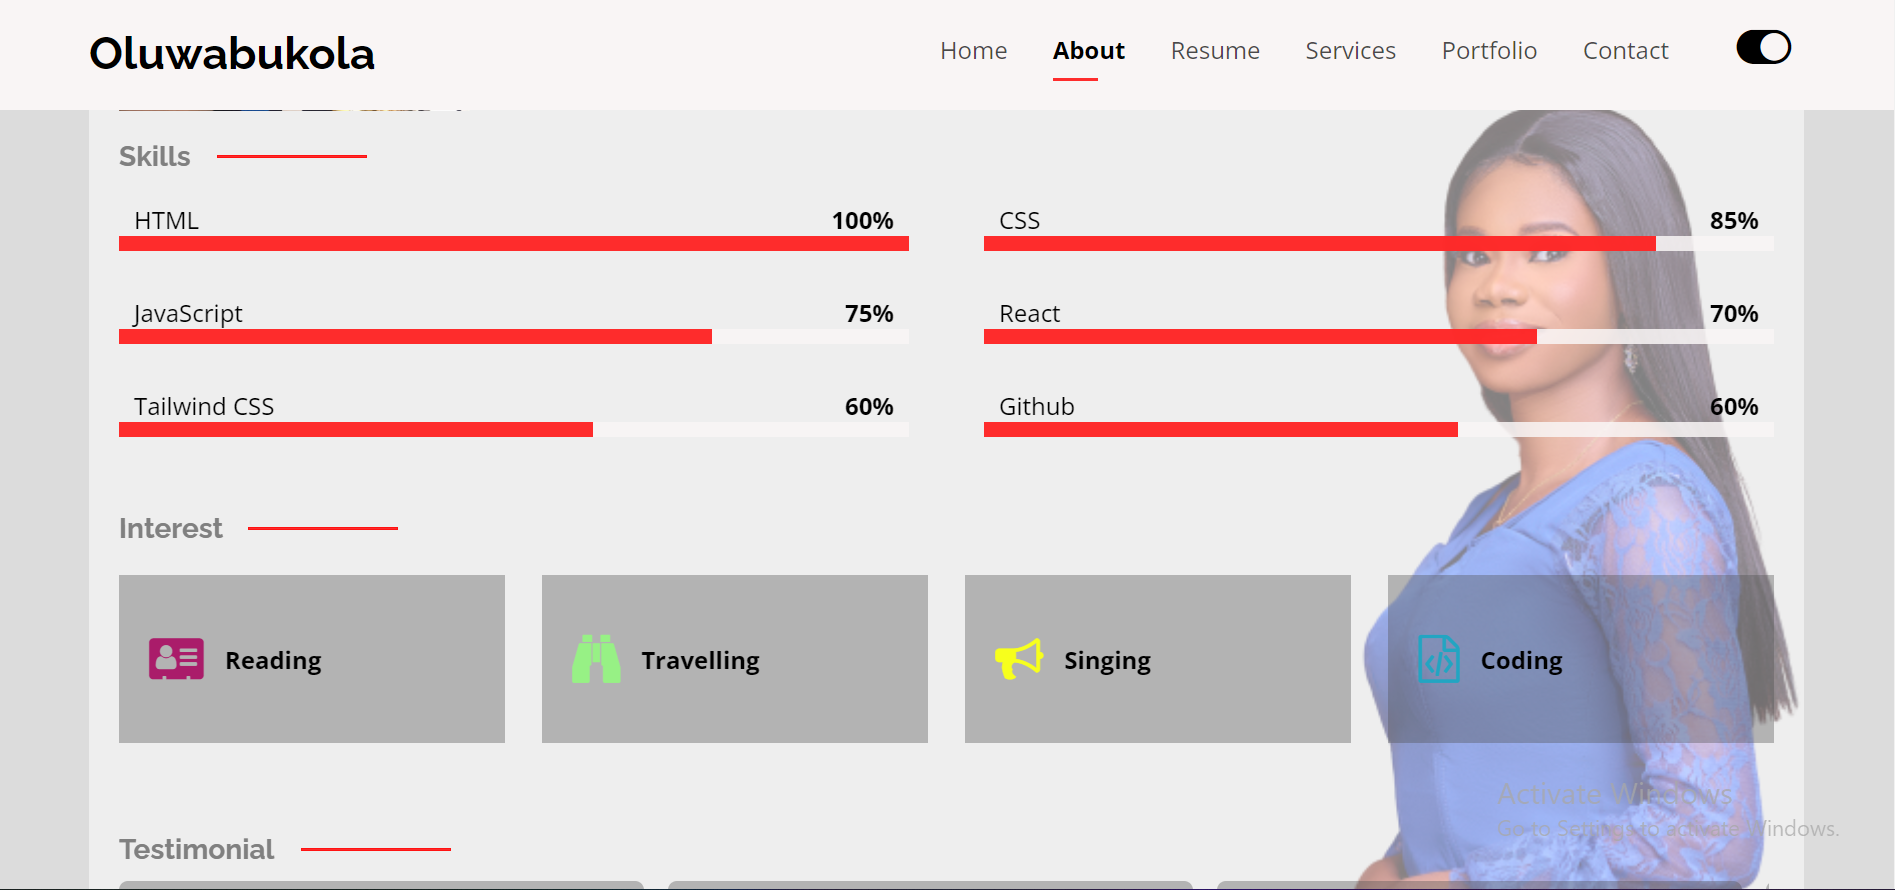 Oluwabukola
Home About Resume Services Portfolio Contact
Skills
HTML 100%
CSS 85%
JavaScript 75%
React 70%
Tailwind CSS 60%
Github 60%
Interest
Reading
Travelling
Singing
Coding
Activate Windows
Go to Settings to activate Windows.
Testimonial